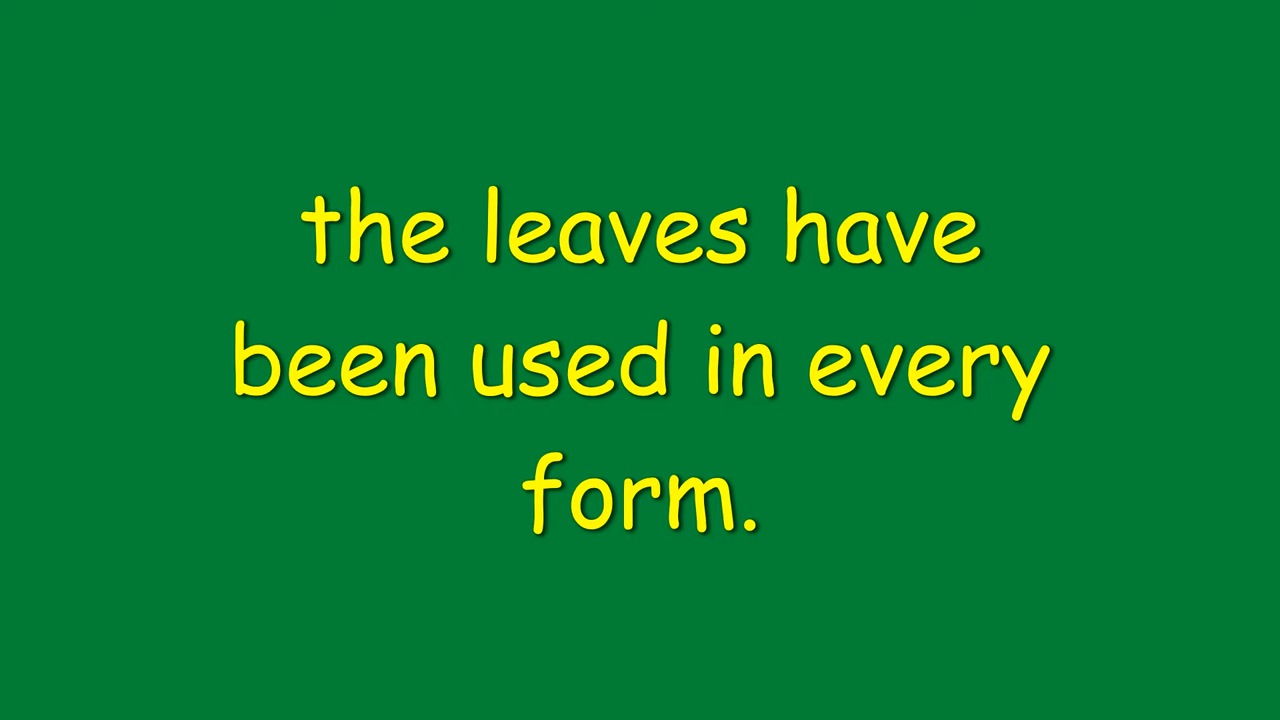 the leaves have
been used in every
form.